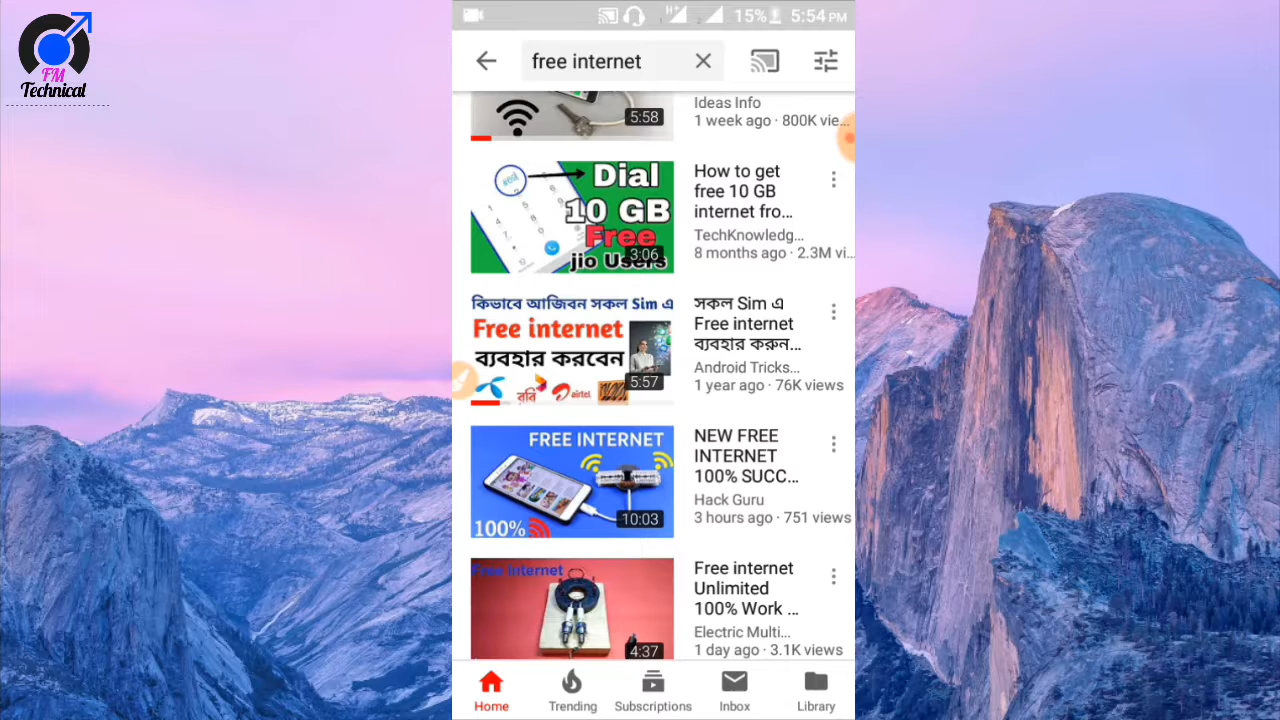 FM
Technical
H+
1
2
15%
5:54 PM
free internet
5:58
Ideas Info
1 week ago · 800K vie...
Dial
10 GB
Free
jio Users
3:06
How to get
free 10 GB
internet fro...
TechKnowledg...
8 months ago · 2.3M vi...
কিভাবে আজিবন সকল Sim এ
Free internet
ব্যবহার করবেন
রবি
airtel
5:57
সকল Sim এ
Free internet
ব্যবহার করুন...
Android Tricks...
1 year ago · 76K views
FREE INTERNET
100%
10:03
NEW FREE
INTERNET
100% SUCC...
Hack Guru
3 hours ago · 751 views
Free Internet
4:37
Free internet
Unlimited
100% Work ...
Electric Multi...
1 day ago · 3.1K views
Home
Trending
Subscriptions
Inbox
Library